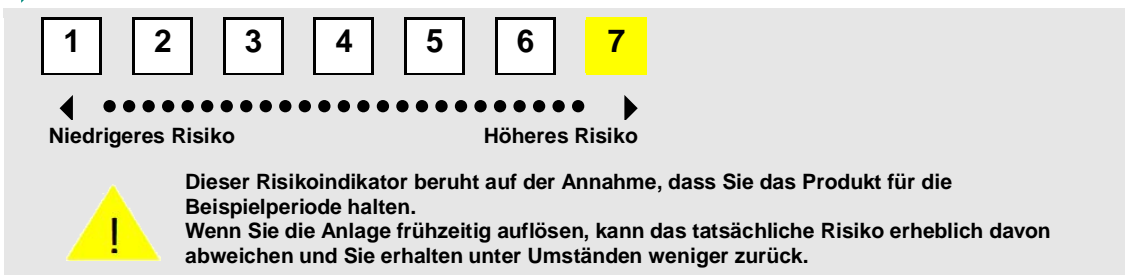 1 2 3 4 5 6 7
Niedrigeres Risiko Höheres Risiko
Dieser Risikoindikator beruht auf der Annahme, dass Sie das Produkt für die
Beispielperiode halten.
! Wenn Sie die Anlage frühzeitig auflösen, kann das tatsächliche Risiko erheblich davon
abweichen und Sie erhalten unter Umständen weniger zurück.